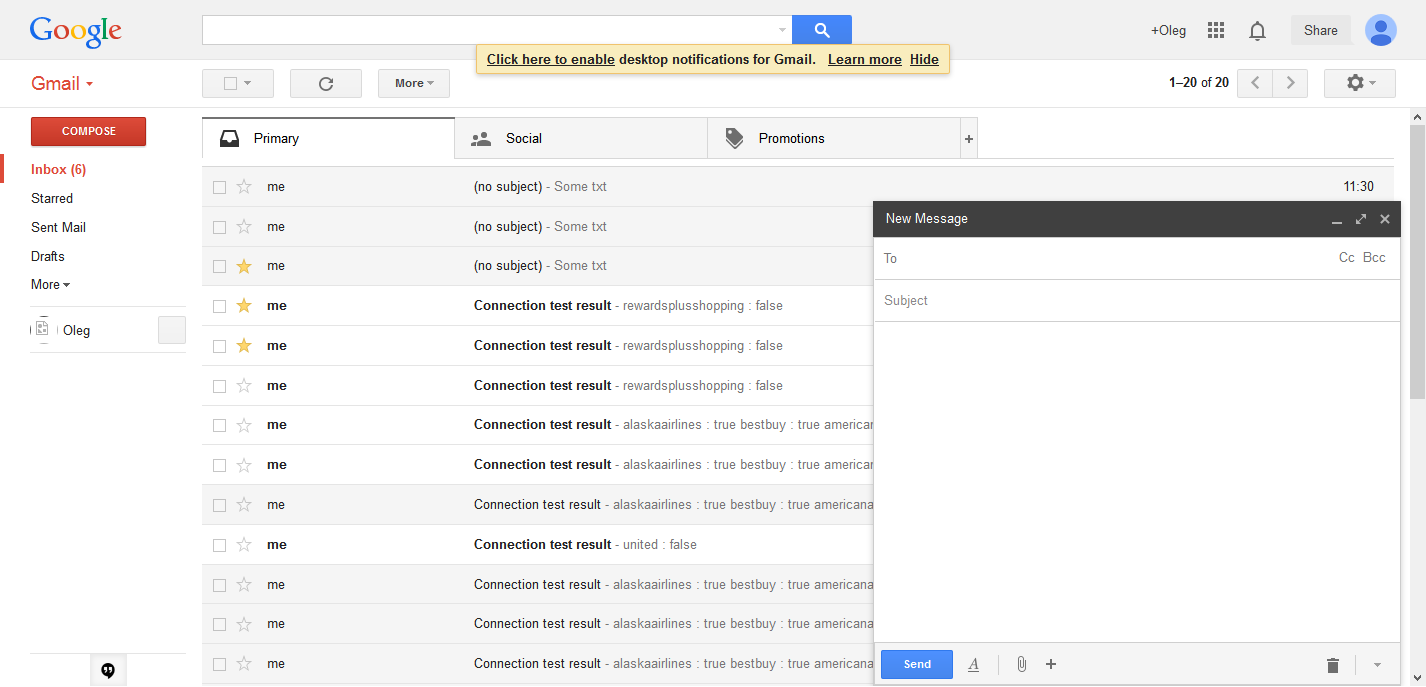 Google
+Oleg
Share
Click here to enable desktop notifications for Gmail. Learn more Hide
Gmail
More
1–20 of 20
COMPOSE
Inbox (6)
Starred
Sent Mail
Drafts
More
Oleg
Primary
Social
Promotions
+
me (no subject) - Some txt 11:30
me (no subject) - Some txt
me (no subject) - Some txt
me Connection test result - rewardsplusshopping : false
me Connection test result - rewardsplusshopping : false
me Connection test result - rewardsplusshopping : false
me Connection test result - alaskaairlines : true bestbuy : true american
me Connection test result - alaskaairlines : true bestbuy : true american
me Connection test result - alaskaairlines : true bestbuy : true americana
me Connection test result - united : false
me Connection test result - alaskaairlines : true bestbuy : true americana
me Connection test result - alaskaairlines : true bestbuy : true americana
me Connection test result - alaskaairlines : true bestbuy : true americana
New Message
To Cc Bcc
Subject
Send A +